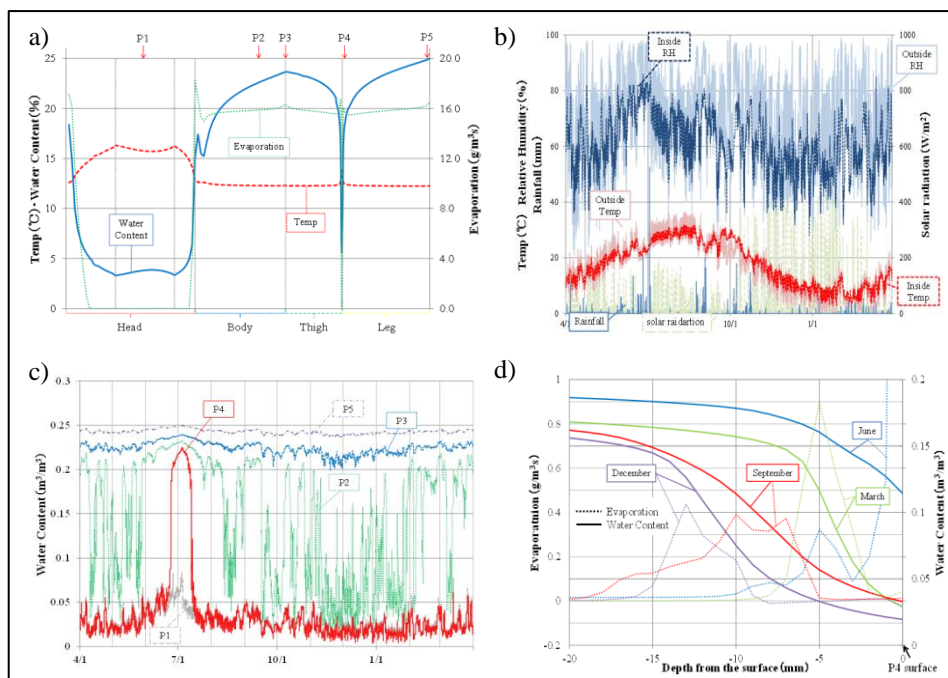 a)
P1 P2 P3 P4 P5
Temp (℃)・Water Content (%)
25
20
15
10
5
0
Evaporation
Water
Content
Temp
20.0
16.0
12.0
8.0
4.0
0.0
Evaporation (g/m³s)
Head Body Thigh Leg
b)
Temp (℃) Relative Humidity (%)
Rainfall (mm)
100
80
60
40
20
0
Inside
RH
Outside
RH
Outside
Temp
Inside
Temp
Rainfall
solar raidartion
4/1 10/1 1/1
1000
800
600
400
200
0
Solar radiation (W/m²)
c)
Water Content (m³/m³)
0.3
0.25
0.2
0.15
0.1
0.05
0
P4
P5
P3
P2
P1
4/1 7/1 10/1 1/1
d)
Evaporataion (g/m³s)
1
0.8
0.6
0.4
0.2
0
-0.2
June
December
September
March
Evaporation
Water Content
0.2
0.15
0.1
0.05
0
Water Content (m³/m³)
-20 -15 -10 -5 0
Depth from the surface (mm)
P4 surface